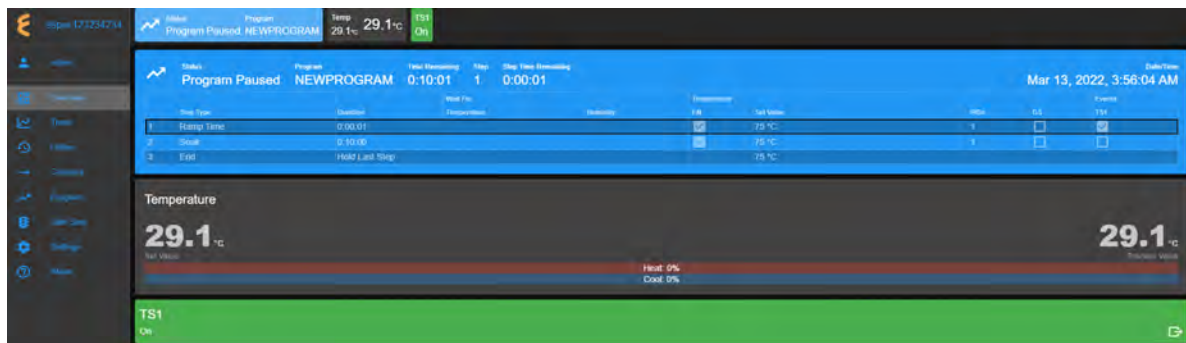 Status Program Temp TS1
Program Paused NEWPROGRAM 29.1°c 29.1°c On
Status Program Time Remaining Step Step Time Remaining Date/Time
Program Paused NEWPROGRAM 0:10:01 1 0:00:01 Mar 13, 2022, 3:56:04 AM
Wait For Temperature Events
Step Type Duration Temperature Humidity EN Set Value TS1
1 Ramp Time 0:00:01 75 °C 1
2 Soak 0:10:00 75 °C 1
3 End Hold Last Step 75 °C
Temperature
29.1 °C 29.1 °C
Set Value Process Value
Heat: 0%
Cool: 0%
TS1
On
Settings